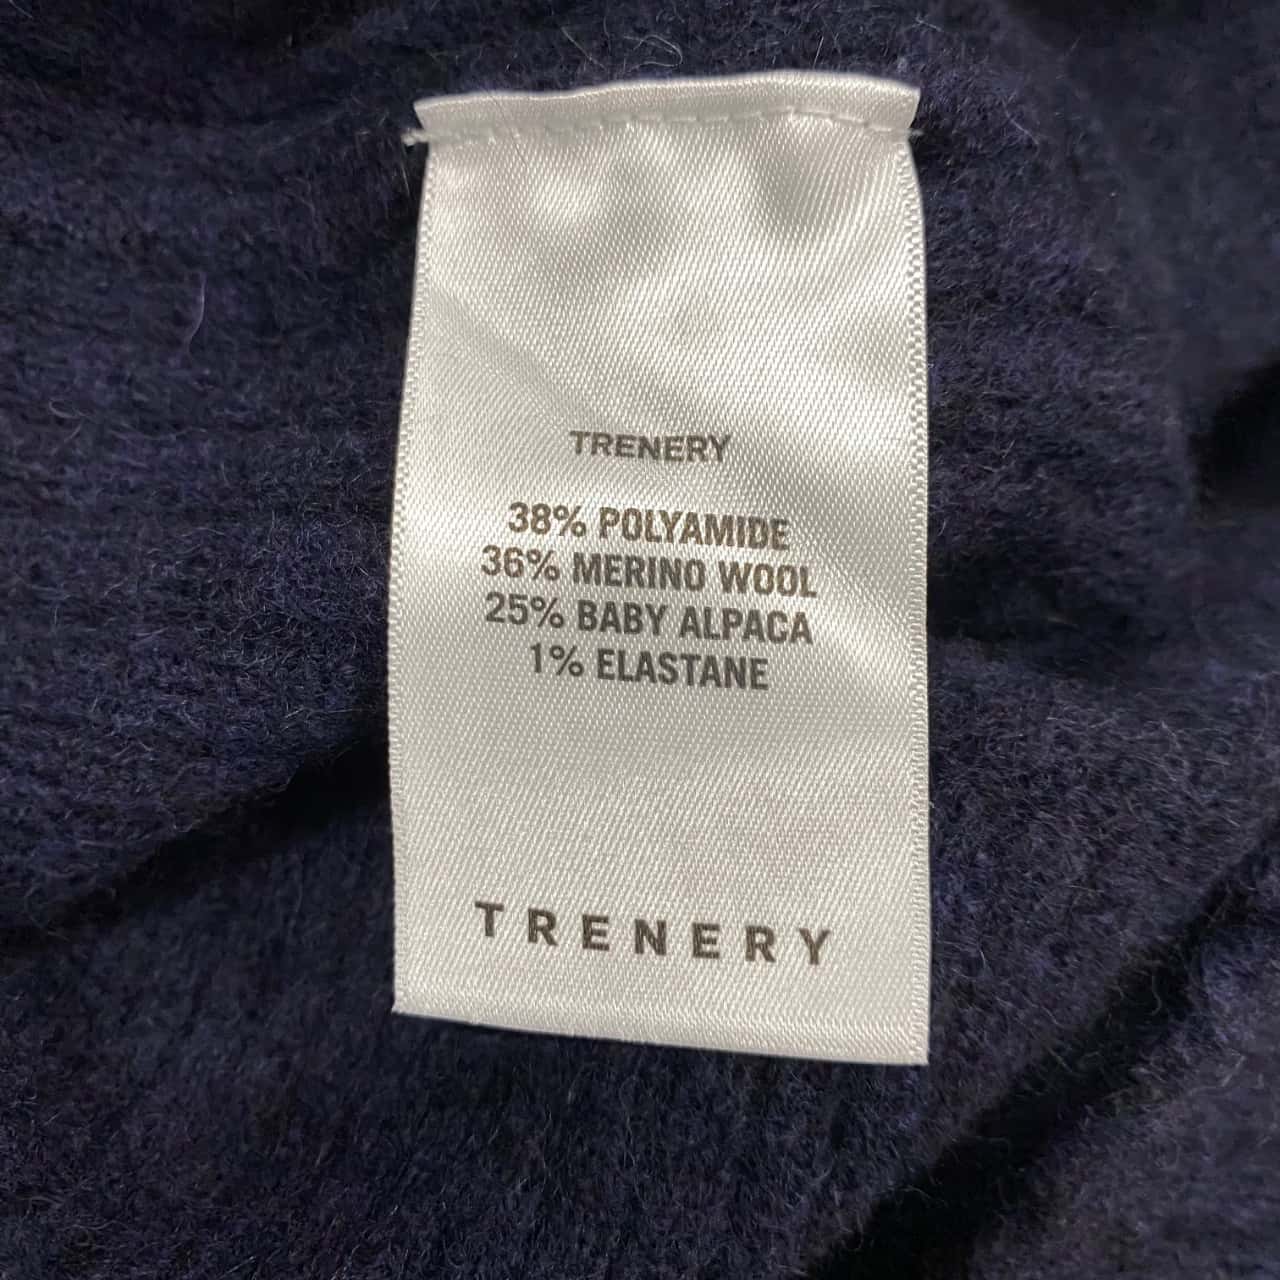 TRENERY
38% POLYAMIDE
36% MERINO WOOL
25% BABY ALPACA
1% ELASTANE
TRENERY